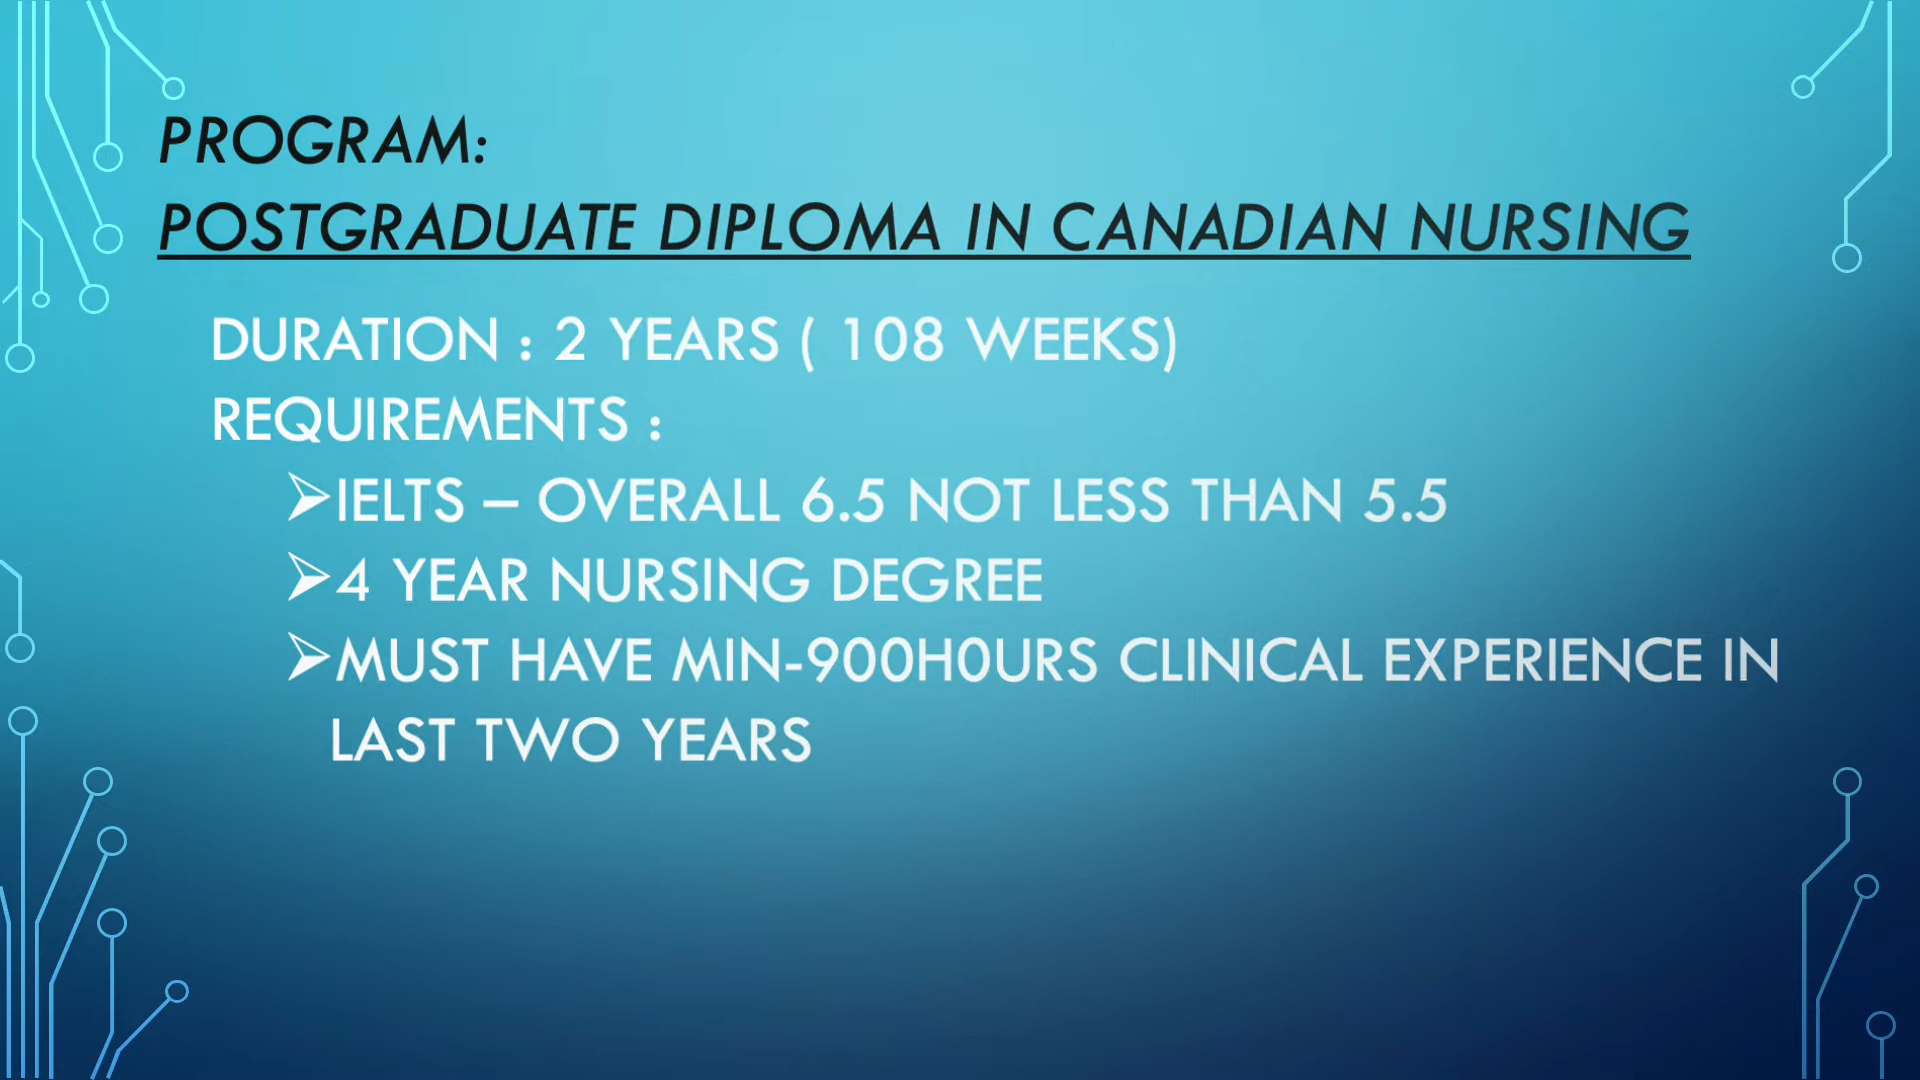 PROGRAM:
POSTGRADUATE DIPLOMA IN CANADIAN NURSING
DURATION : 2 YEARS ( 108 WEEKS)
REQUIREMENTS :
➢IELTS – OVERALL 6.5 NOT LESS THAN 5.5
➢4 YEAR NURSING DEGREE
➢MUST HAVE MIN-900H0URS CLINICAL EXPERIENCE IN
LAST TWO YEARS